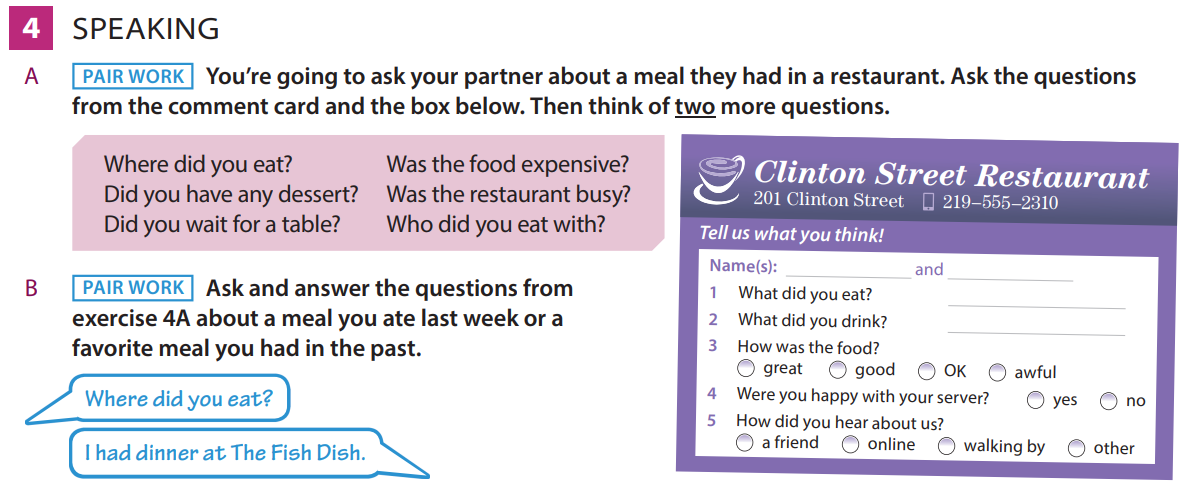 4 SPEAKING
A PAIR WORK You're going to ask your partner about a meal they had in a restaurant. Ask the questions
from the comment card and the box below. Then think of two more questions.
Where did you eat?
Did you have any dessert?
Did you wait for a table?
Was the food expensive?
Was the restaurant busy?
Who did you eat with?
B PAIR WORK Ask and answer the questions from
exercise 4A about a meal you ate last week or a
favorite meal you had in the past.
Where did you eat?
I had dinner at The Fish Dish.
Clinton Street Restaurant
201 Clinton Street 219–555–2310
Tell us what you think!
Name(s): and
1 What did you eat?
2 What did you drink?
3 How was the food?
great good OK awful
4 Were you happy with your server? yes no
5 How did you hear about us?
a friend online walking by other